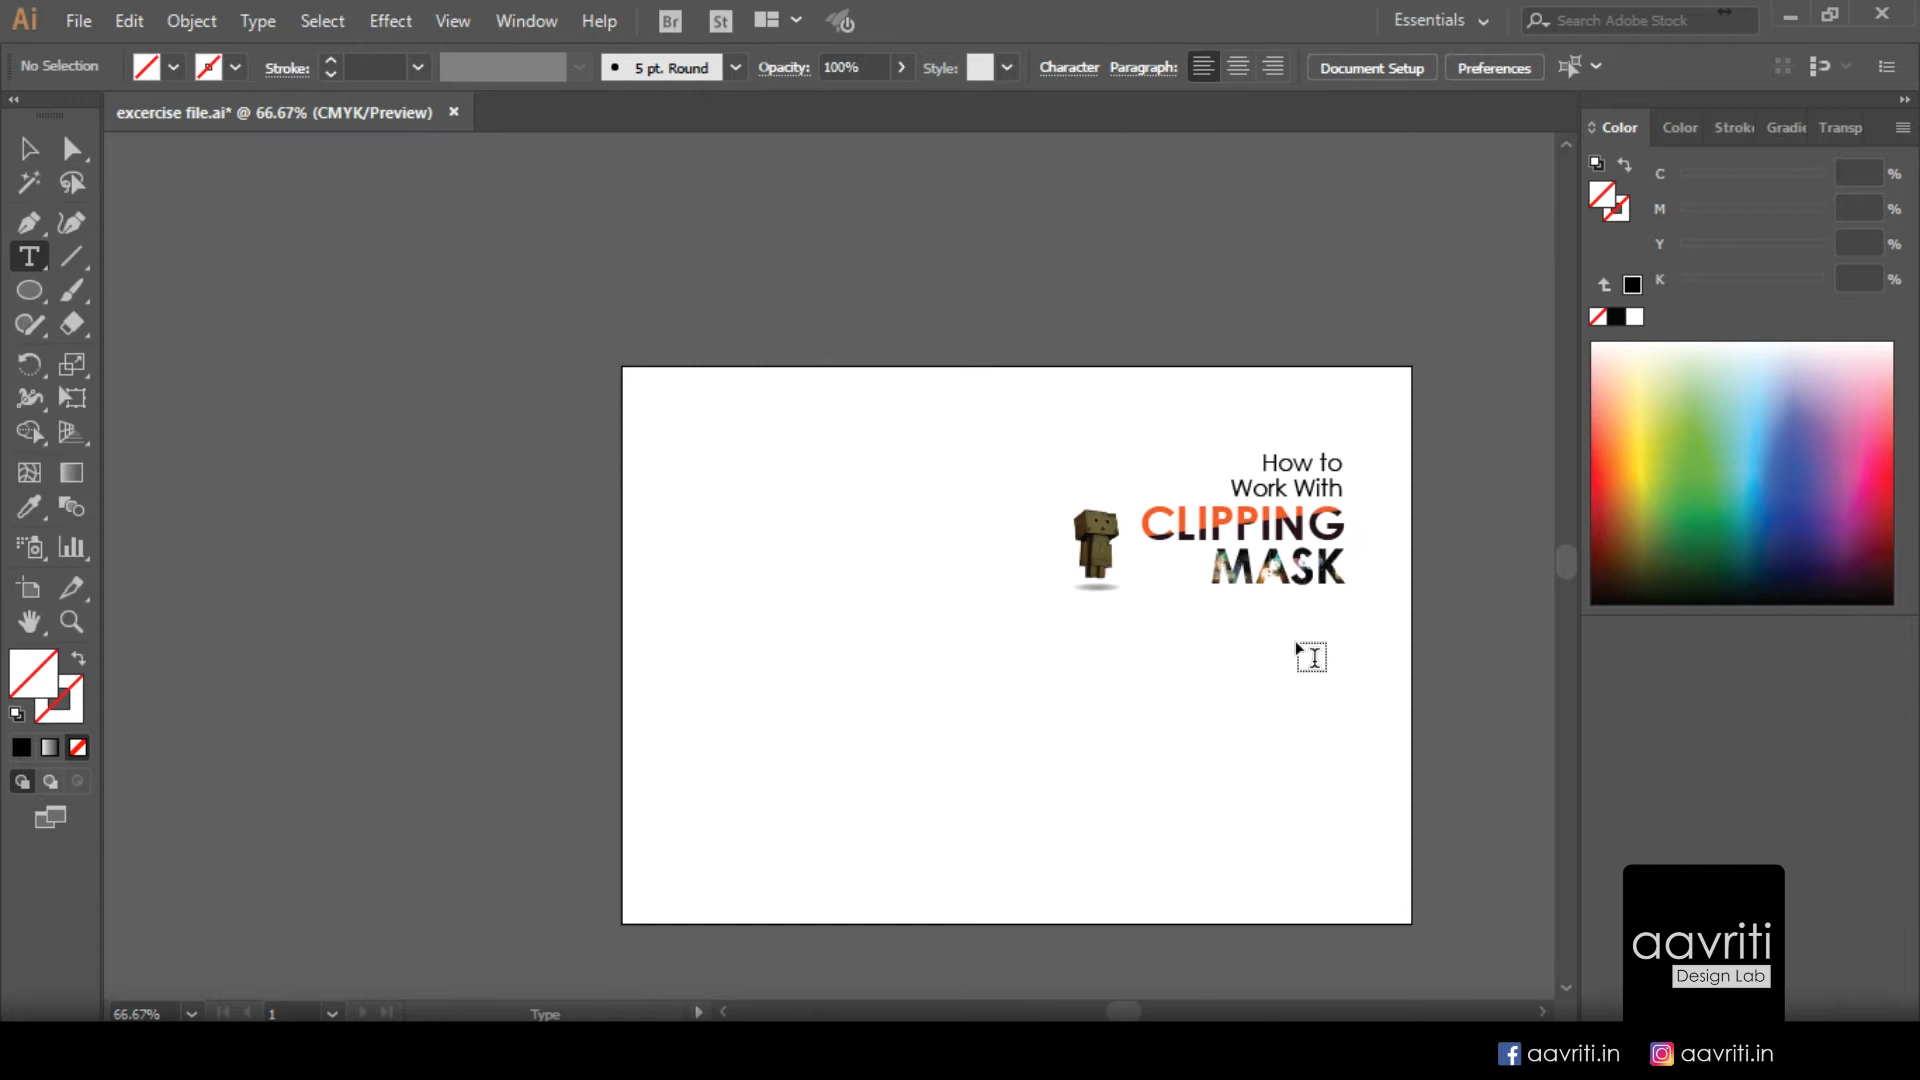 Ai File Edit Object Type Select Effect View Window Help Br St Essentials Search Adobe Stock
No Selection Stroke: 5 pt. Round Opacity: 100% Style: Character Paragraph: Document Setup Preferences
excercise file.ai* @ 66.67% (CMYK/Preview)
Color Color Strok Gradie Transp
C %
M %
Y %
K %
How to
Work With
CLIPPING
MASK
aavriti
Design Lab
66.67% 1 Type
aavriti.in aavriti.in